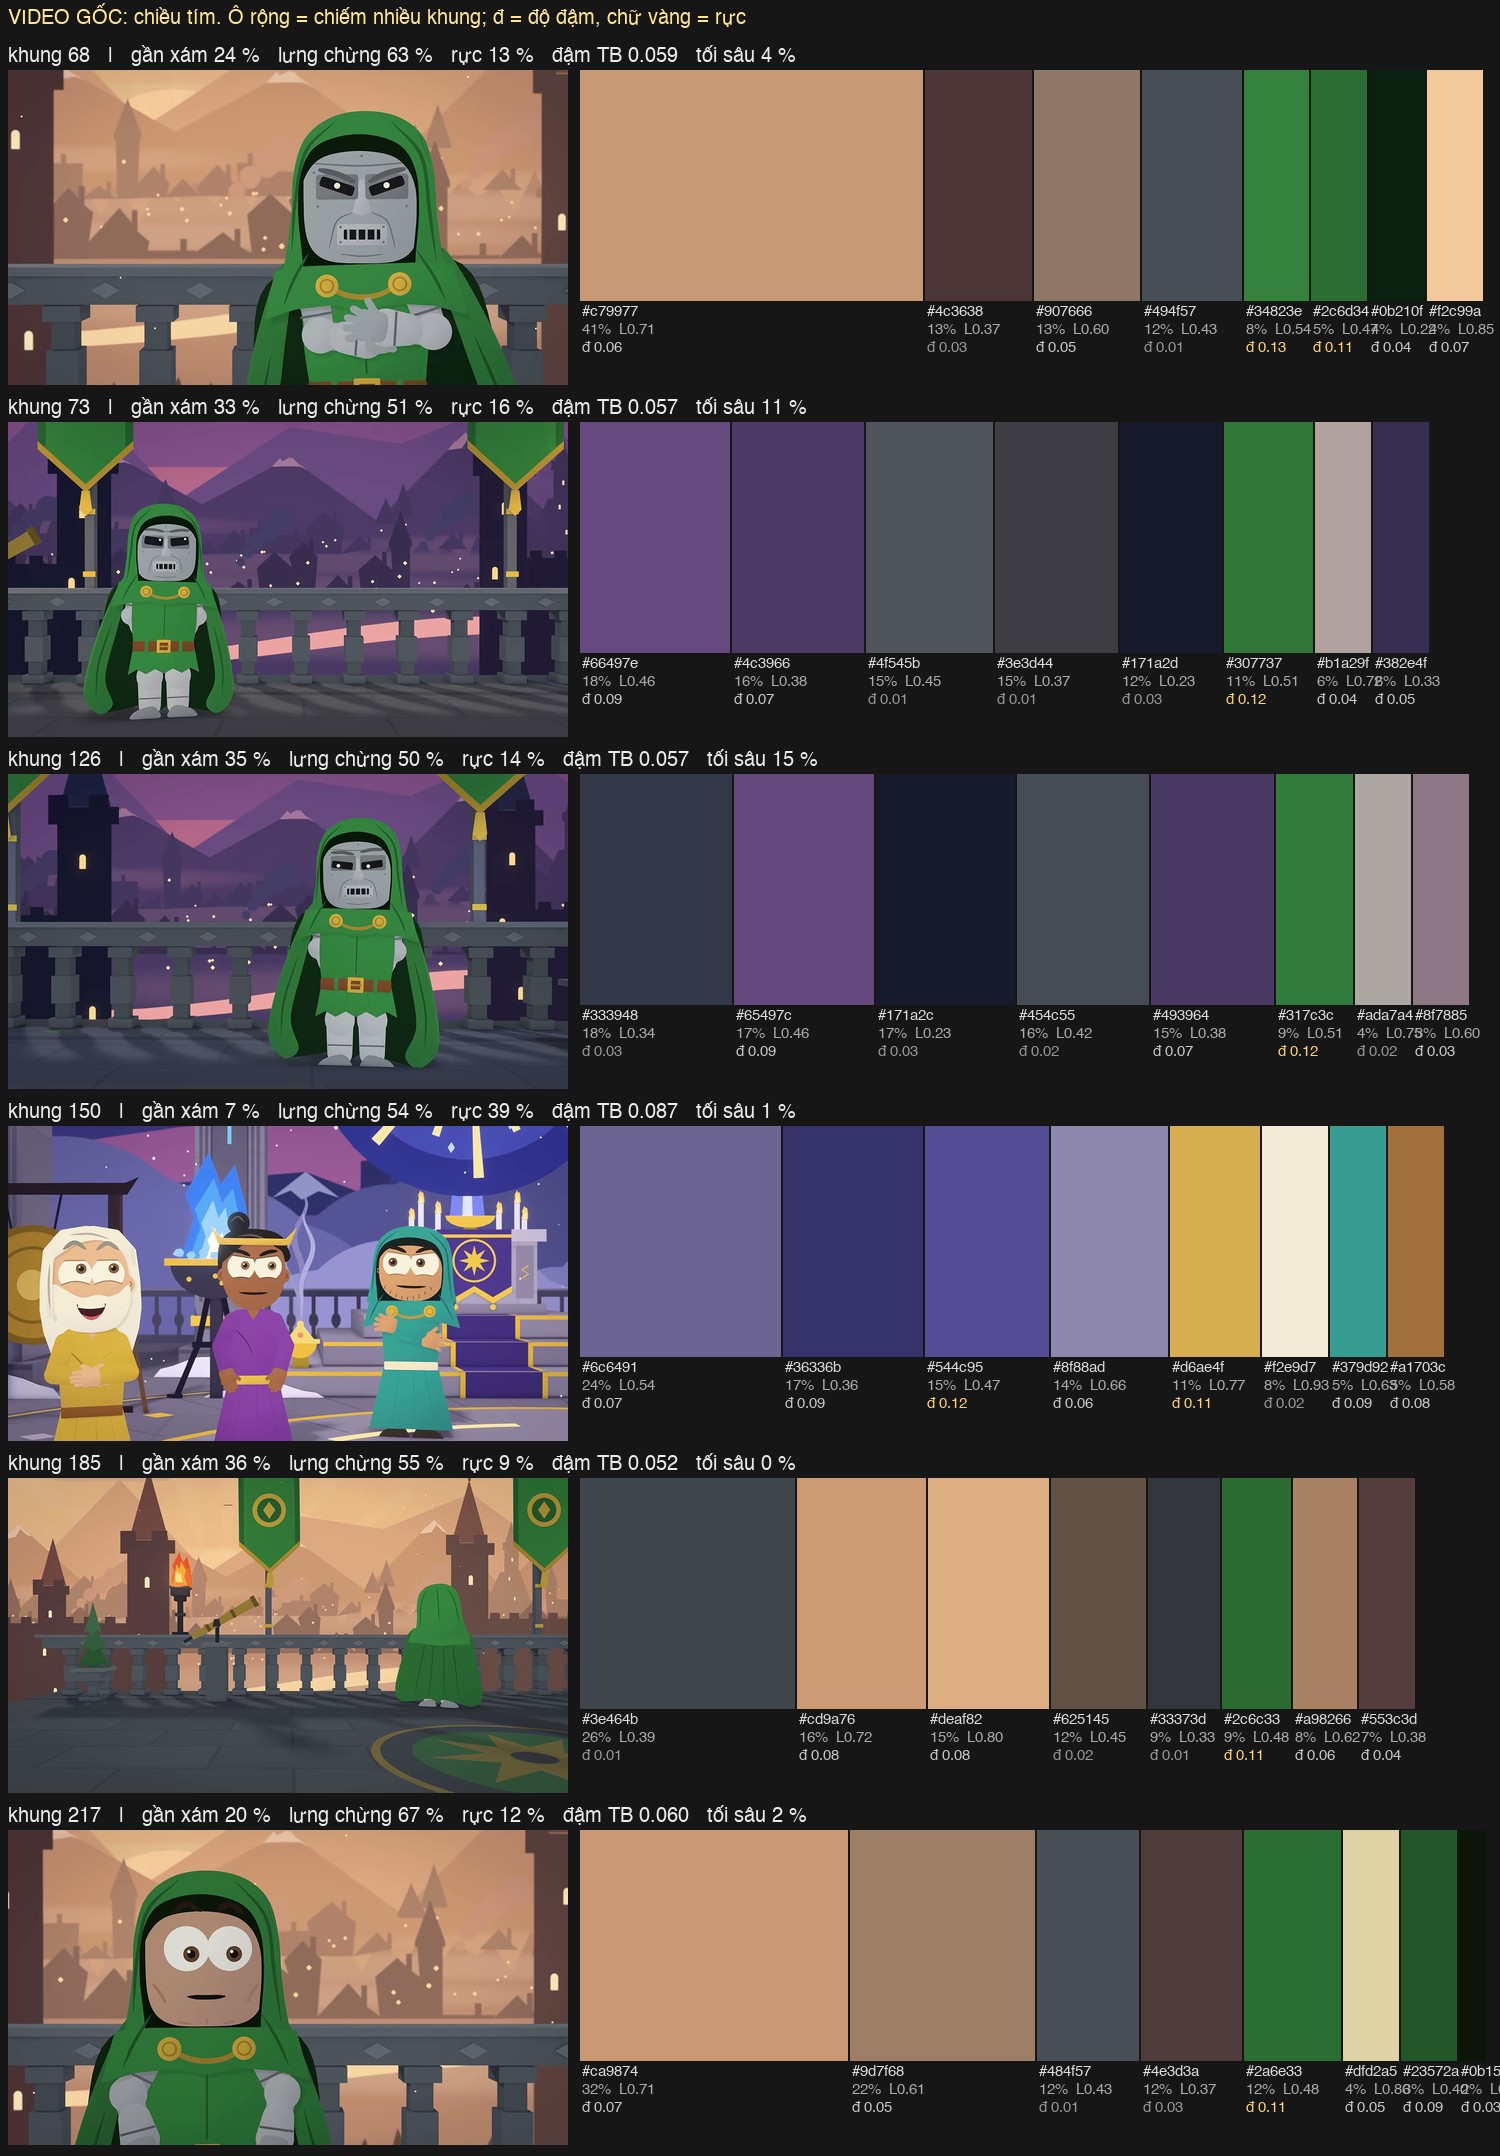 VIDEO GỐC: chiều tím. Ô rộng = chiếm nhiều khung; đ = độ đậm, chữ vàng = rực
khung 68 | gần xám 24 % lưng chừng 63 % rực 13 % đậm TB 0.059 tối sâu 4 %
#c79977 #4c3638 #907666 #494f57 #34823e #2c6d34 #0b210f #f2c99a
41% L0.71 13% L0.37 13% L0.60 12% L0.43 8% L0.54 5% L0.85
đ 0.06 đ 0.03 đ 0.05 đ 0.01 đ 0.13 đ 0.11 đ 0.04 đ 0.07
khung 73 | gần xám 33 % lưng chừng 51 % rực 16 % đậm TB 0.057 tối sâu 11 %
#66497e #4c3966 #4f545b #3e3d44 #171a2d #307737 #b1a29f #382e4f
18% L0.46 16% L0.38 15% L0.45 15% L0.37 12% L0.23 11% L0.51 6% L0.33
đ 0.09 đ 0.07 đ 0.01 đ 0.01 đ 0.03 đ 0.12 đ 0.04 đ 0.05
khung 126 | gần xám 35 % lưng chừng 50 % rực 14 % đậm TB 0.057 tối sâu 15 %
#333948 #65497c #171a2c #454c55 #493964 #317c3c #ada7a4 #8f7885
18% L0.34 17% L0.46 17% L0.23 16% L0.42 15% L0.38 9% L0.51 4% L0.60
đ 0.03 đ 0.09 đ 0.03 đ 0.02 đ 0.07 đ 0.12 đ 0.02 đ 0.03
khung 150 | gần xám 7 % lưng chừng 54 % rực 39 % đậm TB 0.087 tối sâu 1 %
#6c6491 #36336b #544c95 #8f88ad #d6ae4f #f2e9d7 #379d92 #a1703c
24% L0.54 17% L0.36 15% L0.47 14% L0.66 11% L0.77 8% L0.93 5% L0.58
đ 0.07 đ 0.09 đ 0.12 đ 0.06 đ 0.11 đ 0.02 đ 0.09 đ 0.08
khung 185 | gần xám 36 % lưng chừng 55 % rực 9 % đậm TB 0.052 tối sâu 0 %
#3e464b #cd9a76 #deaf82 #625145 #33373d #2c6c33 #a98266 #553c3d
26% L0.39 16% L0.72 15% L0.80 12% L0.45 9% L0.33 9% L0.48 8% L0.62 7% L0.38
đ 0.01 đ 0.08 đ 0.08 đ 0.02 đ 0.01 đ 0.11 đ 0.06 đ 0.04
khung 217 | gần xám 20 % lưng chừng 67 % rực 12 % đậm TB 0.060 tối sâu 2 %
#ca9874 #9d7f68 #484f57 #4e3d3a #2a6e33 #dfd2a5 #23572a #0b15
32% L0.71 22% L0.61 12% L0.43 12% L0.37 12% L0.48 4%
đ 0.07 đ 0.05 đ 0.01 đ 0.03 đ 0.11 đ 0.05 đ 0.09 đ 0.03